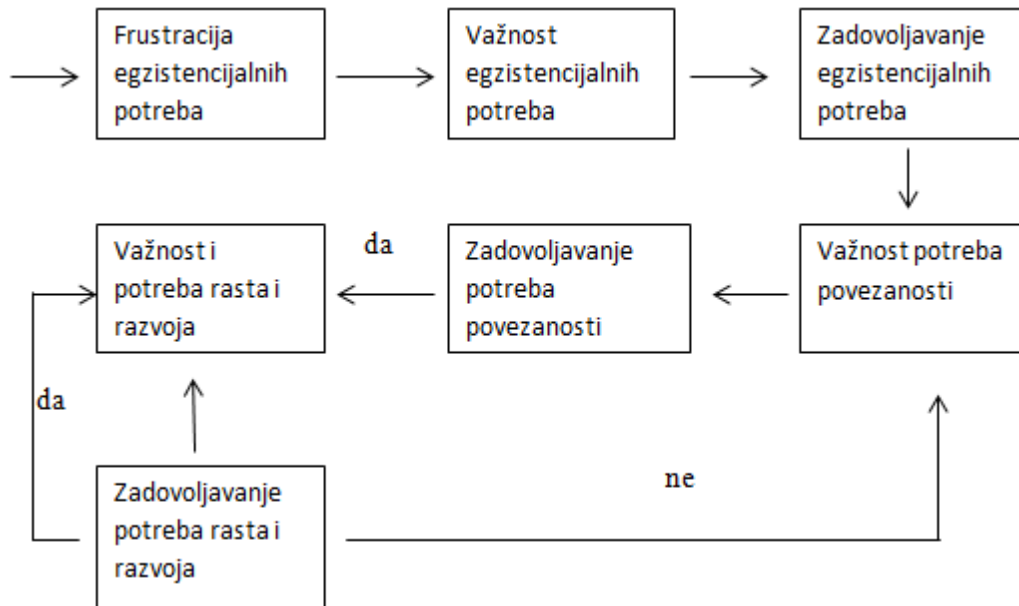 Frustracija
egzistencijalnih
potreba
Važnost
egzistencijalnih
potreba
Zadovoljavanje
egzistencijalnih
potreba
Važnost i
potreba rasta i
razvoja
da
Zadovoljavanje
potreba
povezanosti
Važnost potreba
povezanosti
da
Zadovoljavanje
potreba rasta i
razvoja
ne